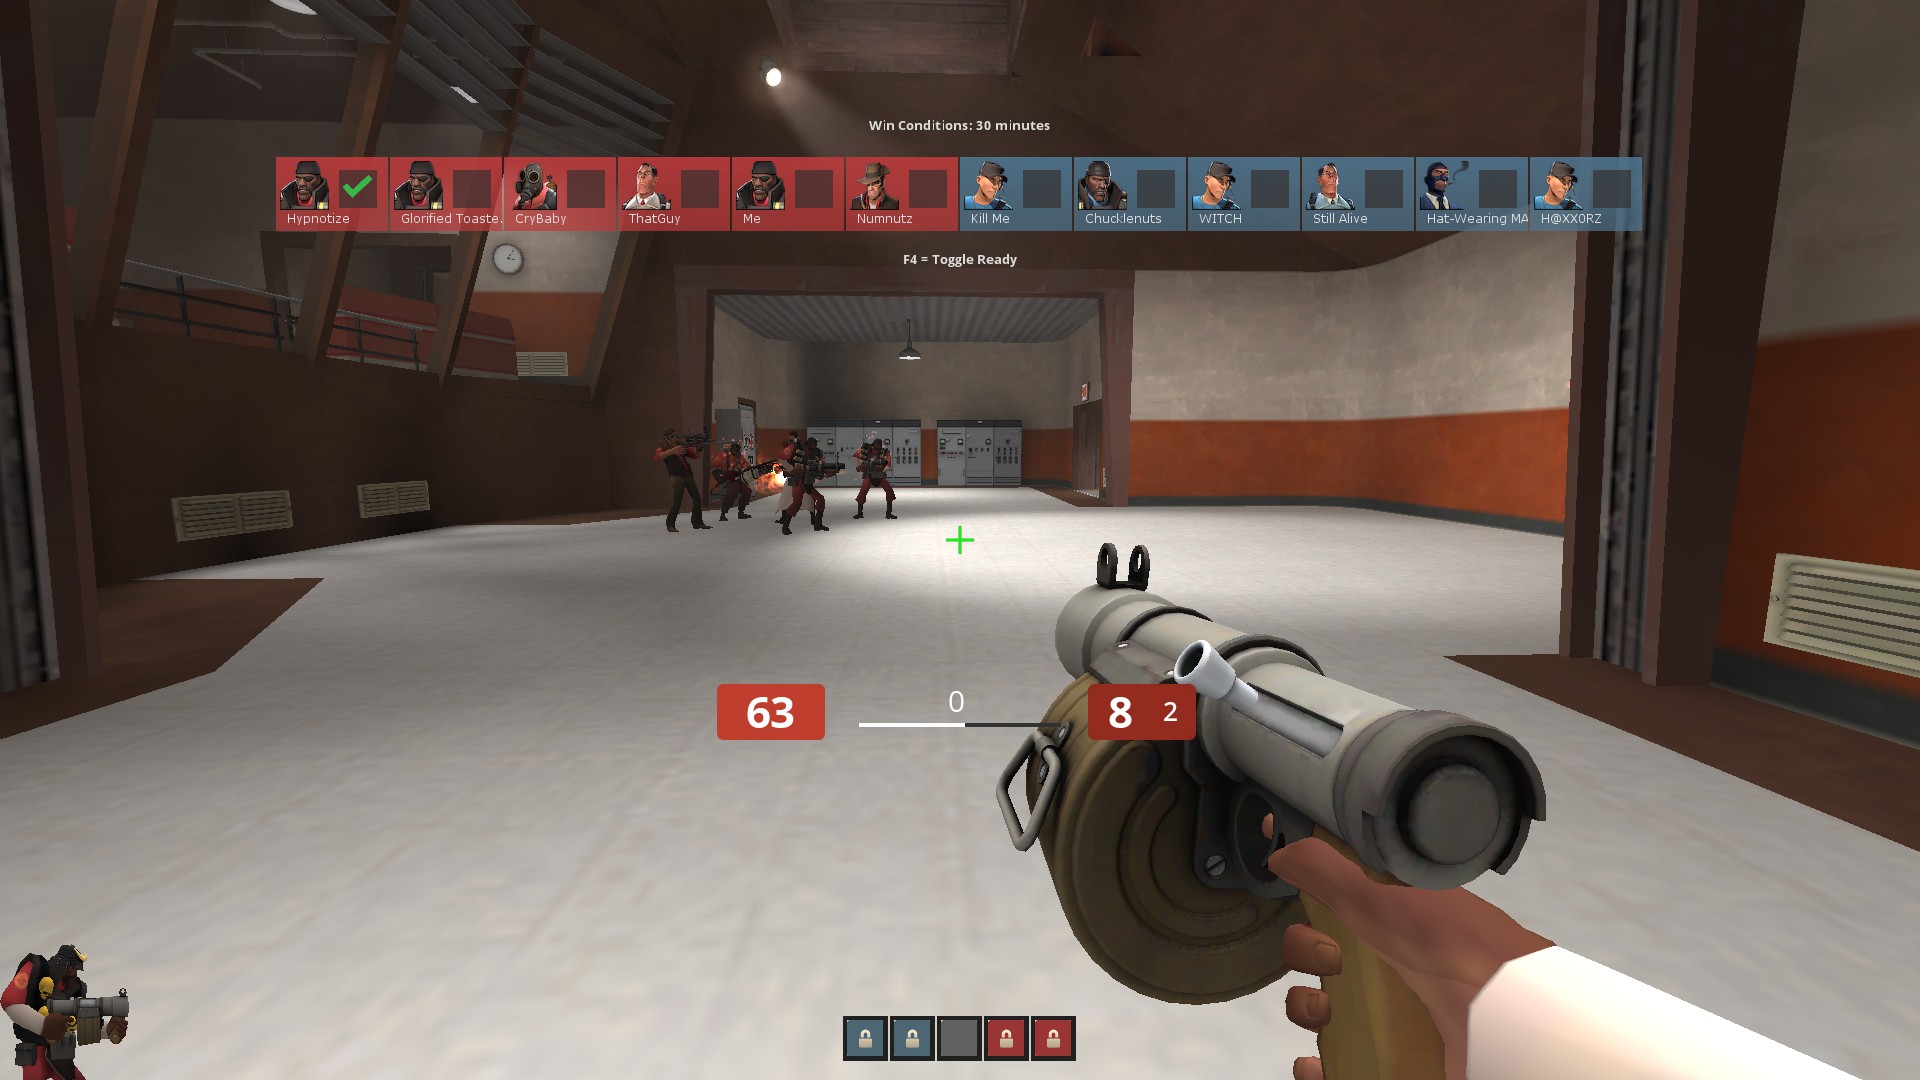 Win Conditions: 30 minutes
Hypnotize
Glorified Toaste.
CryBaby
ThatGuy
Me
Numnutz
Kill Me
Chucklenuts
WITCH
Still Alive
Hat-Wearing MA
H@XX0RZ
F4 = Toggle Ready
63
0
8 2